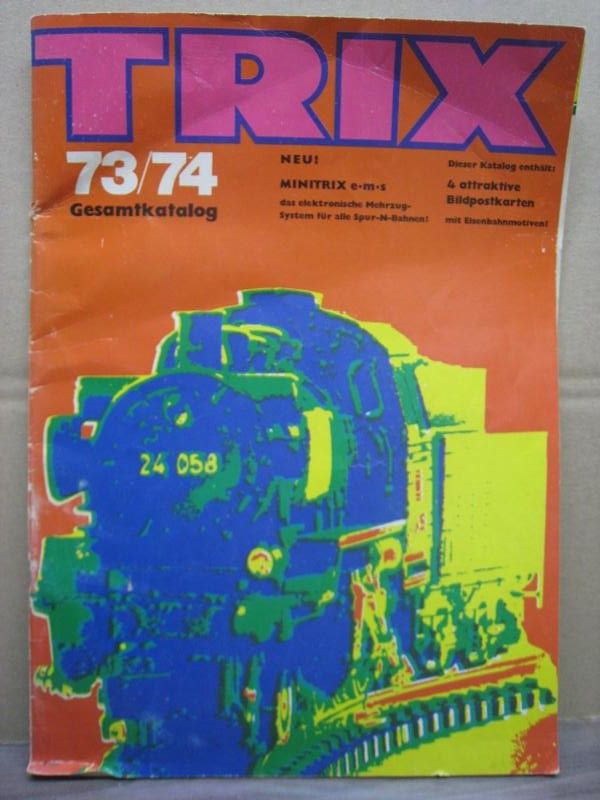 TRIX
73/74
Gesamtkatalog
NEU!
MINITRIX e·m·s
das elektronische Mehrzug-
System für alle Spur-N-Bahnen!
Dieser Katalog enthält:
4 attraktive
Bildpostkarten
mit Eisenbahnmotiven!
24 058